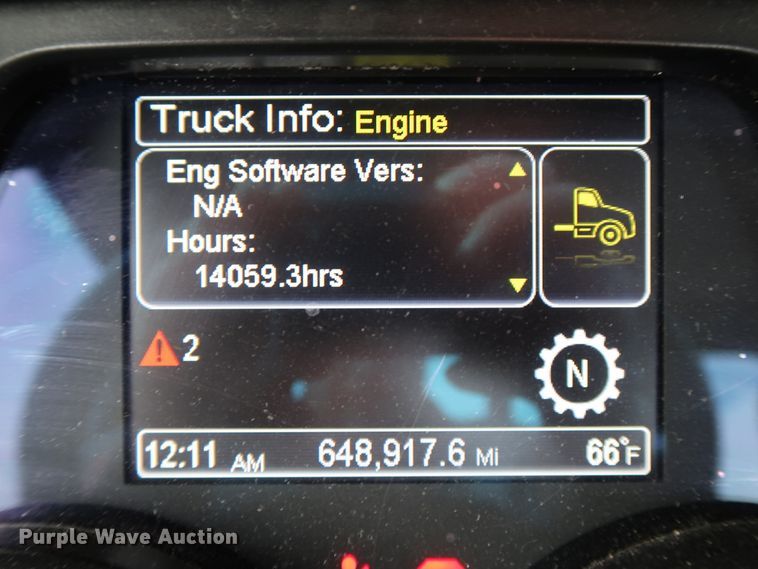 Truck Info: Engine
Eng Software Vers:
N/A
Hours:
14059.3hrs
2
N
12:11 AM 648,917.6 Mi 66°F
Purple Wave Auction